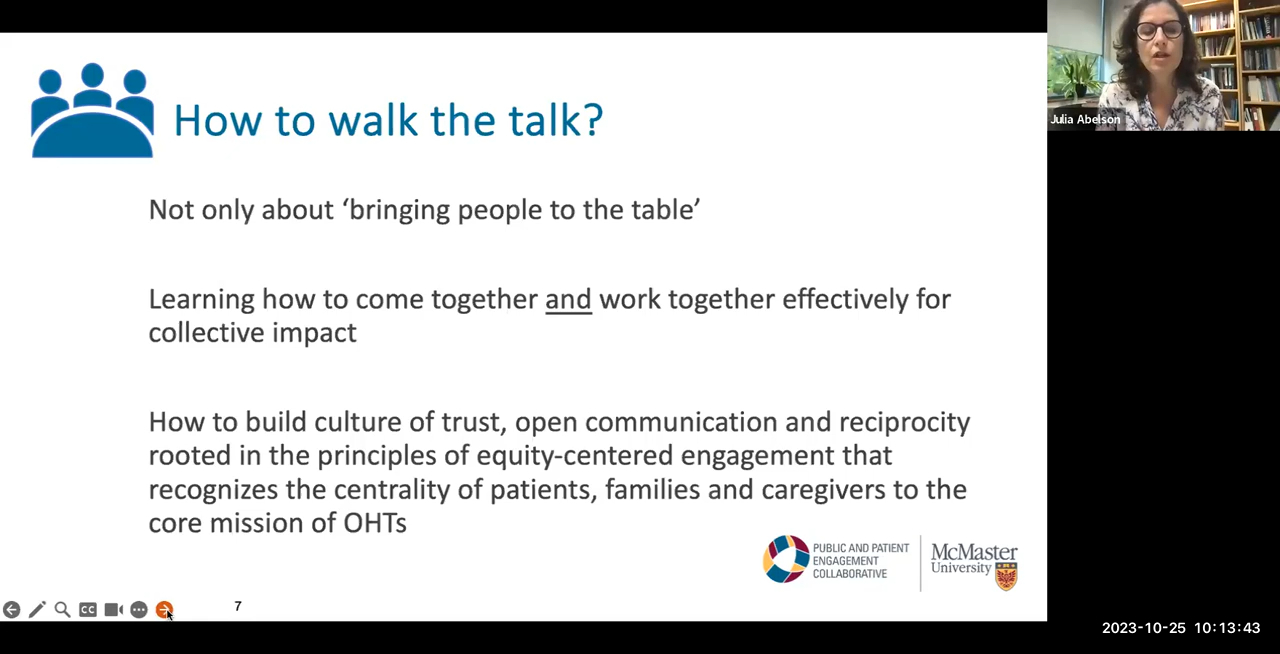 How to walk the talk?
Not only about ‘bringing people to the table’
Learning how to come together and work together effectively for
collective impact
How to build culture of trust, open communication and reciprocity
rooted in the principles of equity-centered engagement that
recognizes the centrality of patients, families and caregivers to the
core mission of OHTs
PUBLIC AND PATIENT
ENGAGEMENT
COLLABORATIVE
McMaster
University
CC
7
Julia Abelson
2023-10-25 10:13:43